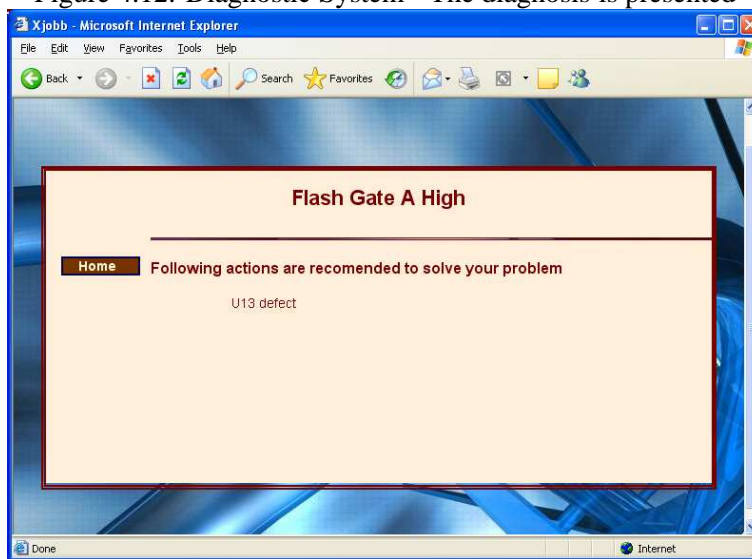 Figure 4.12: Diagnostic System - The diagnosis is presented
Xjobb - Microsoft Internet Explorer
File Edit View Favorites Tools Help
Back Search Favorites
Flash Gate A High
Home
Following actions are recomended to solve your problem
U13 defect
Done Internet